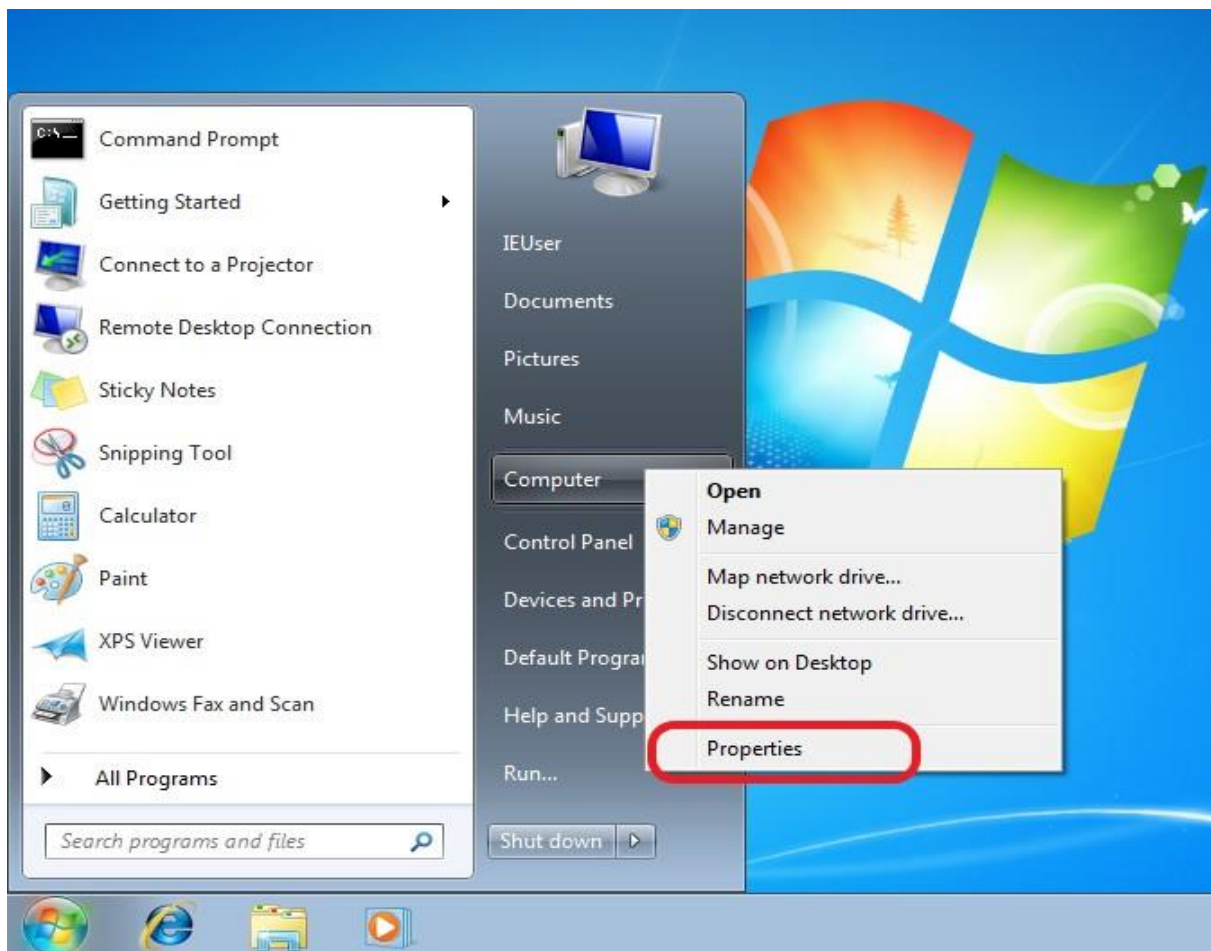 C:\_
Command Prompt
Getting Started
Connect to a Projector
Remote Desktop Connection
Sticky Notes
Snipping Tool
Calculator
Paint
XPS Viewer
Windows Fax and Scan
All Programs
Search programs and files
IEUser
Documents
Pictures
Music
Computer
Control Panel
Devices and Pr
Default Progra
Help and Supp
Run...
Shut down
Open
Manage
Map network drive...
Disconnect network drive...
Show on Desktop
Rename
Properties